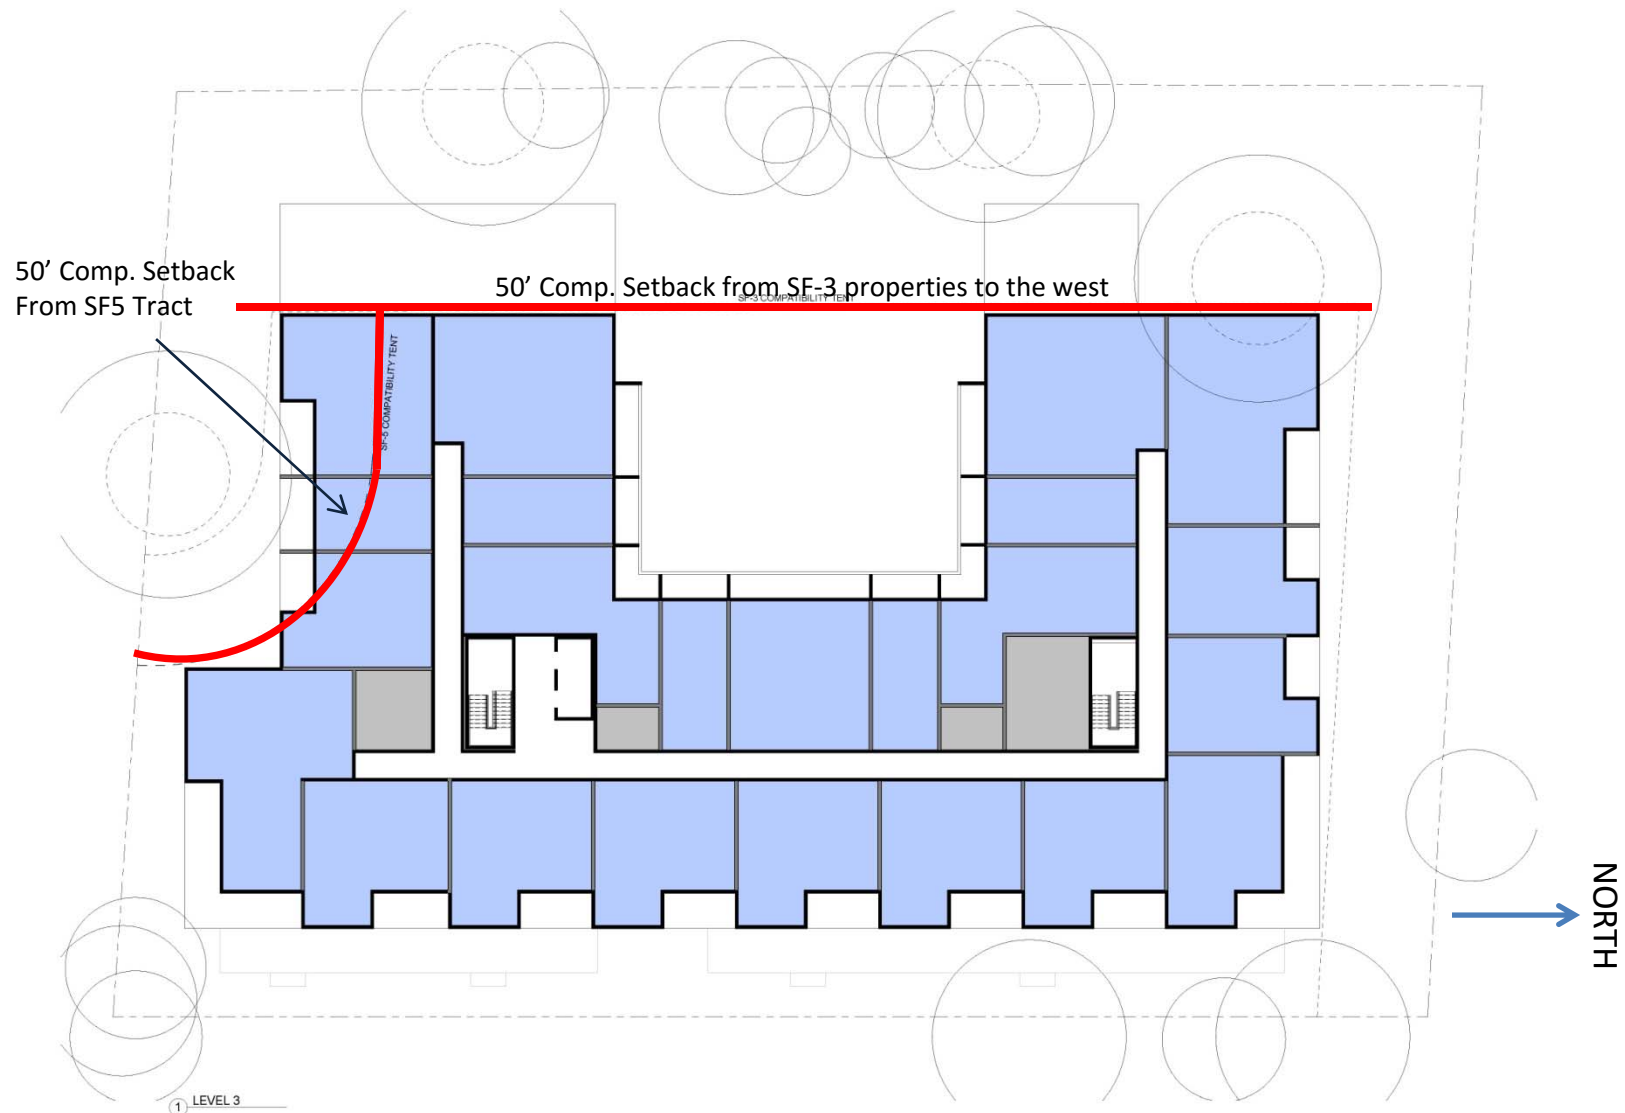 50’ Comp. Setback
From SF5 Tract
50’ Comp. Setback from SF-3 properties to the west
SF-3 COMPATIBILITY TENT
SF-5 COMPATIBILITY TENT
NORTH
1 LEVEL 3